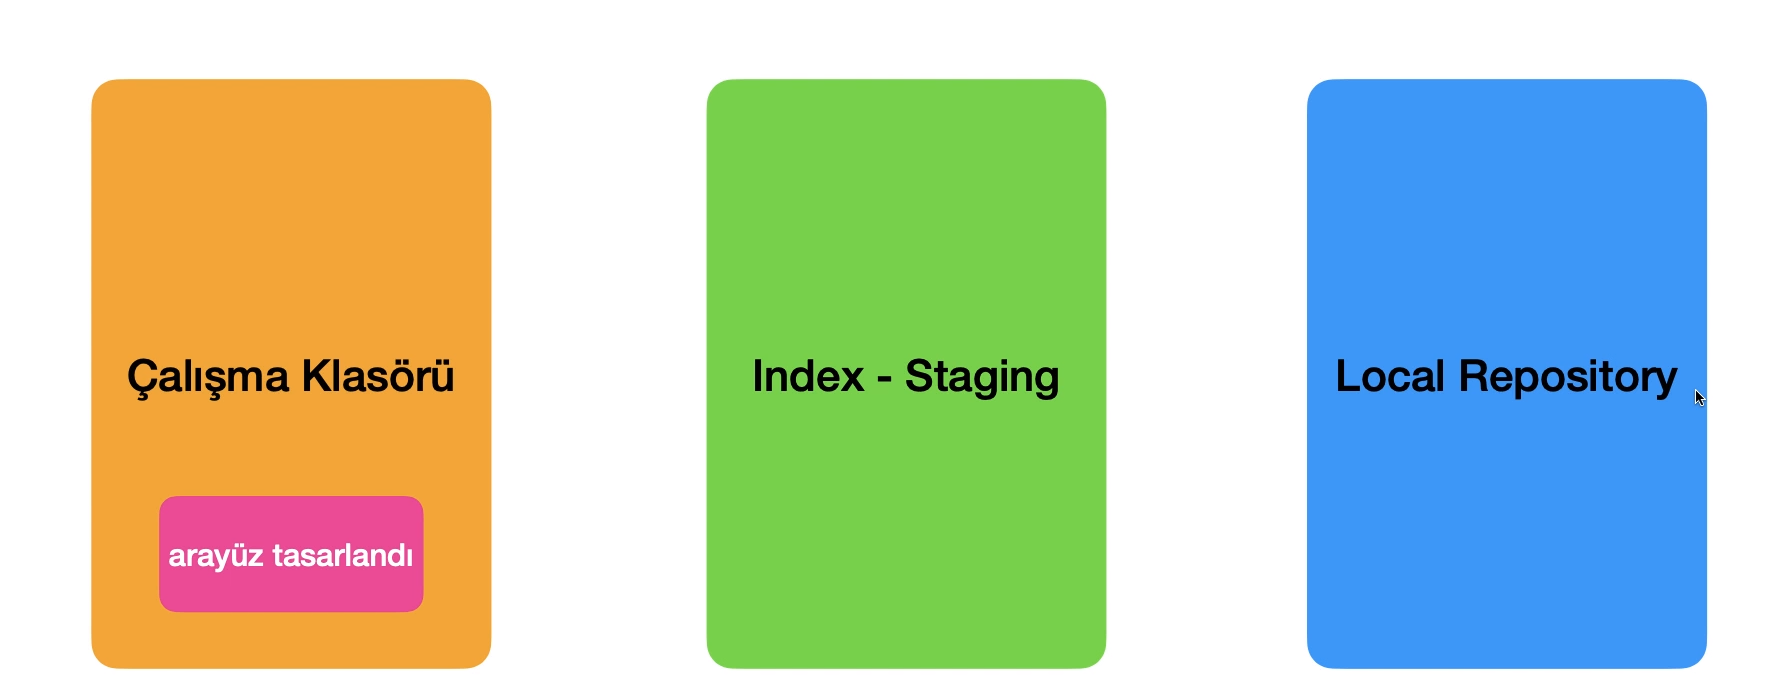 Çalışma Klasörü
arayüz tasarlandı
Index - Staging
Local Repository